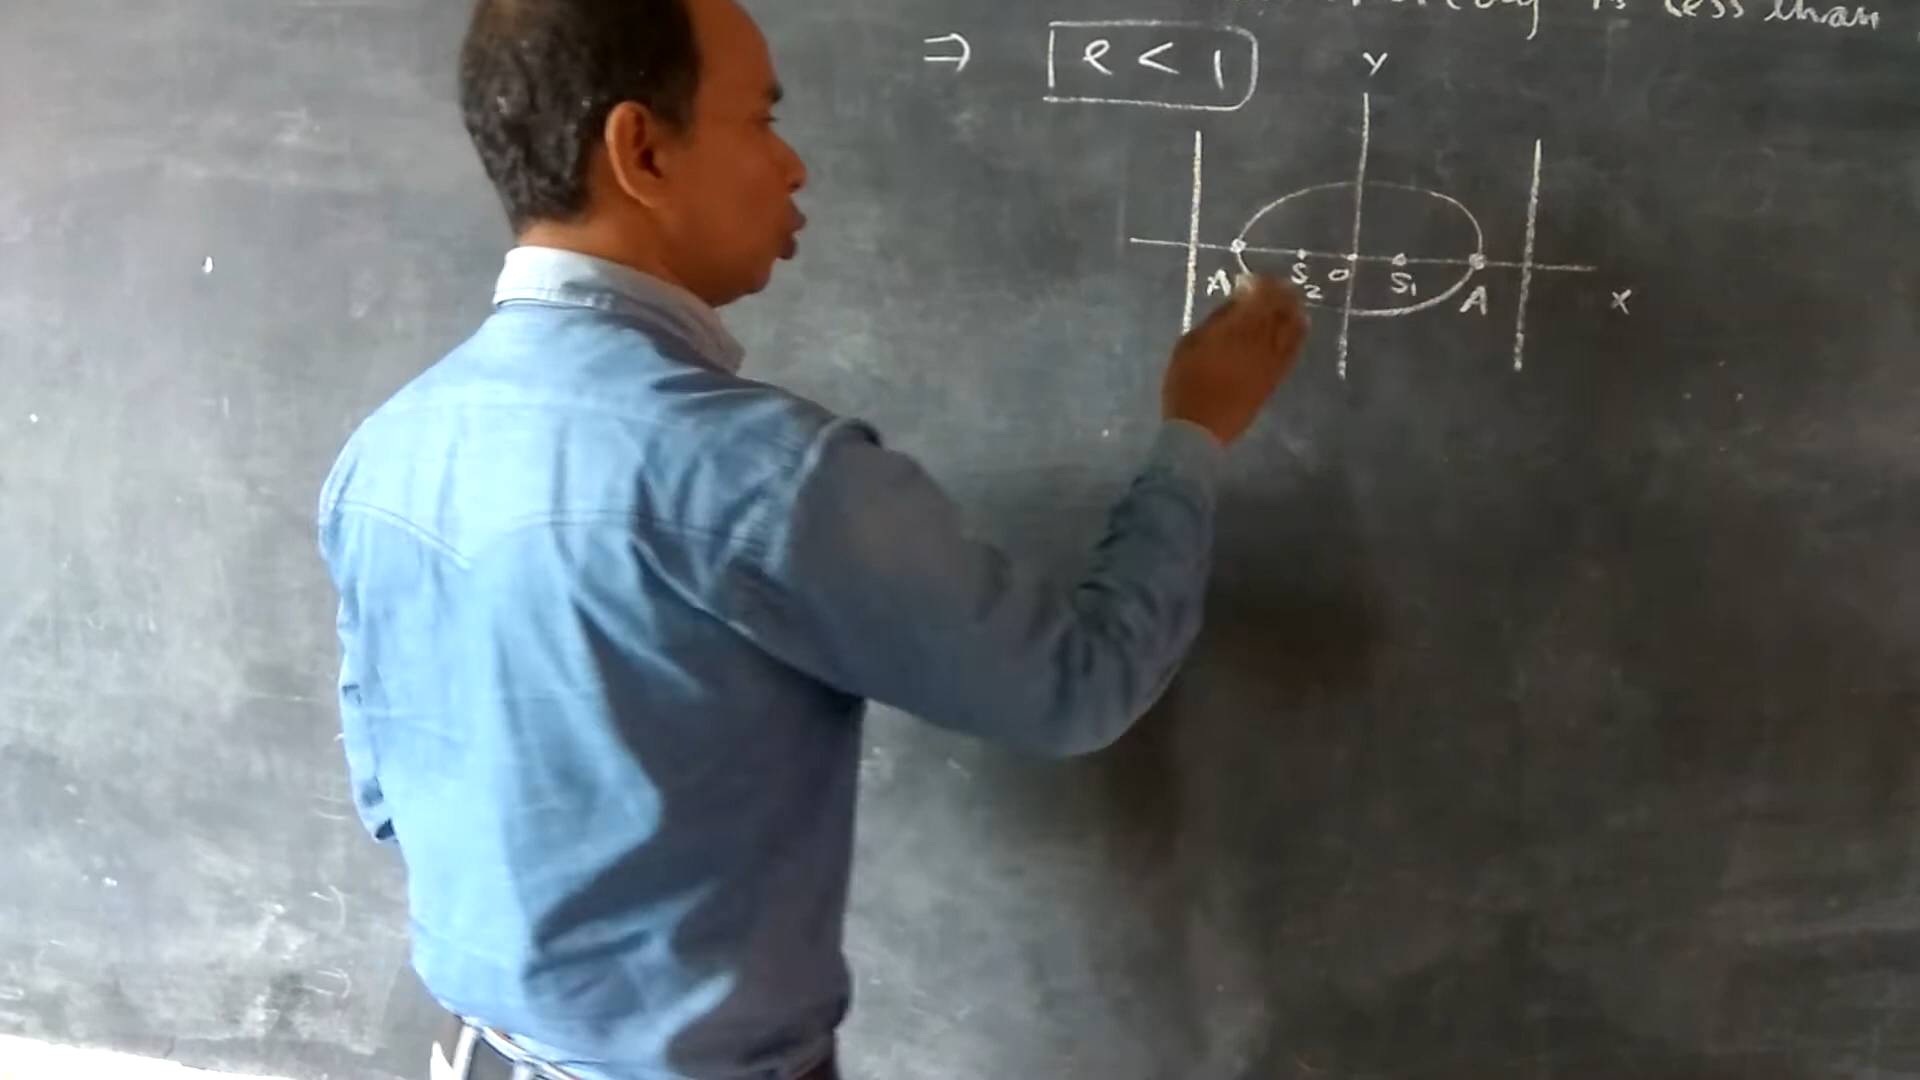 is less than
⇒ e < 1
Y
S2 O S1 A X